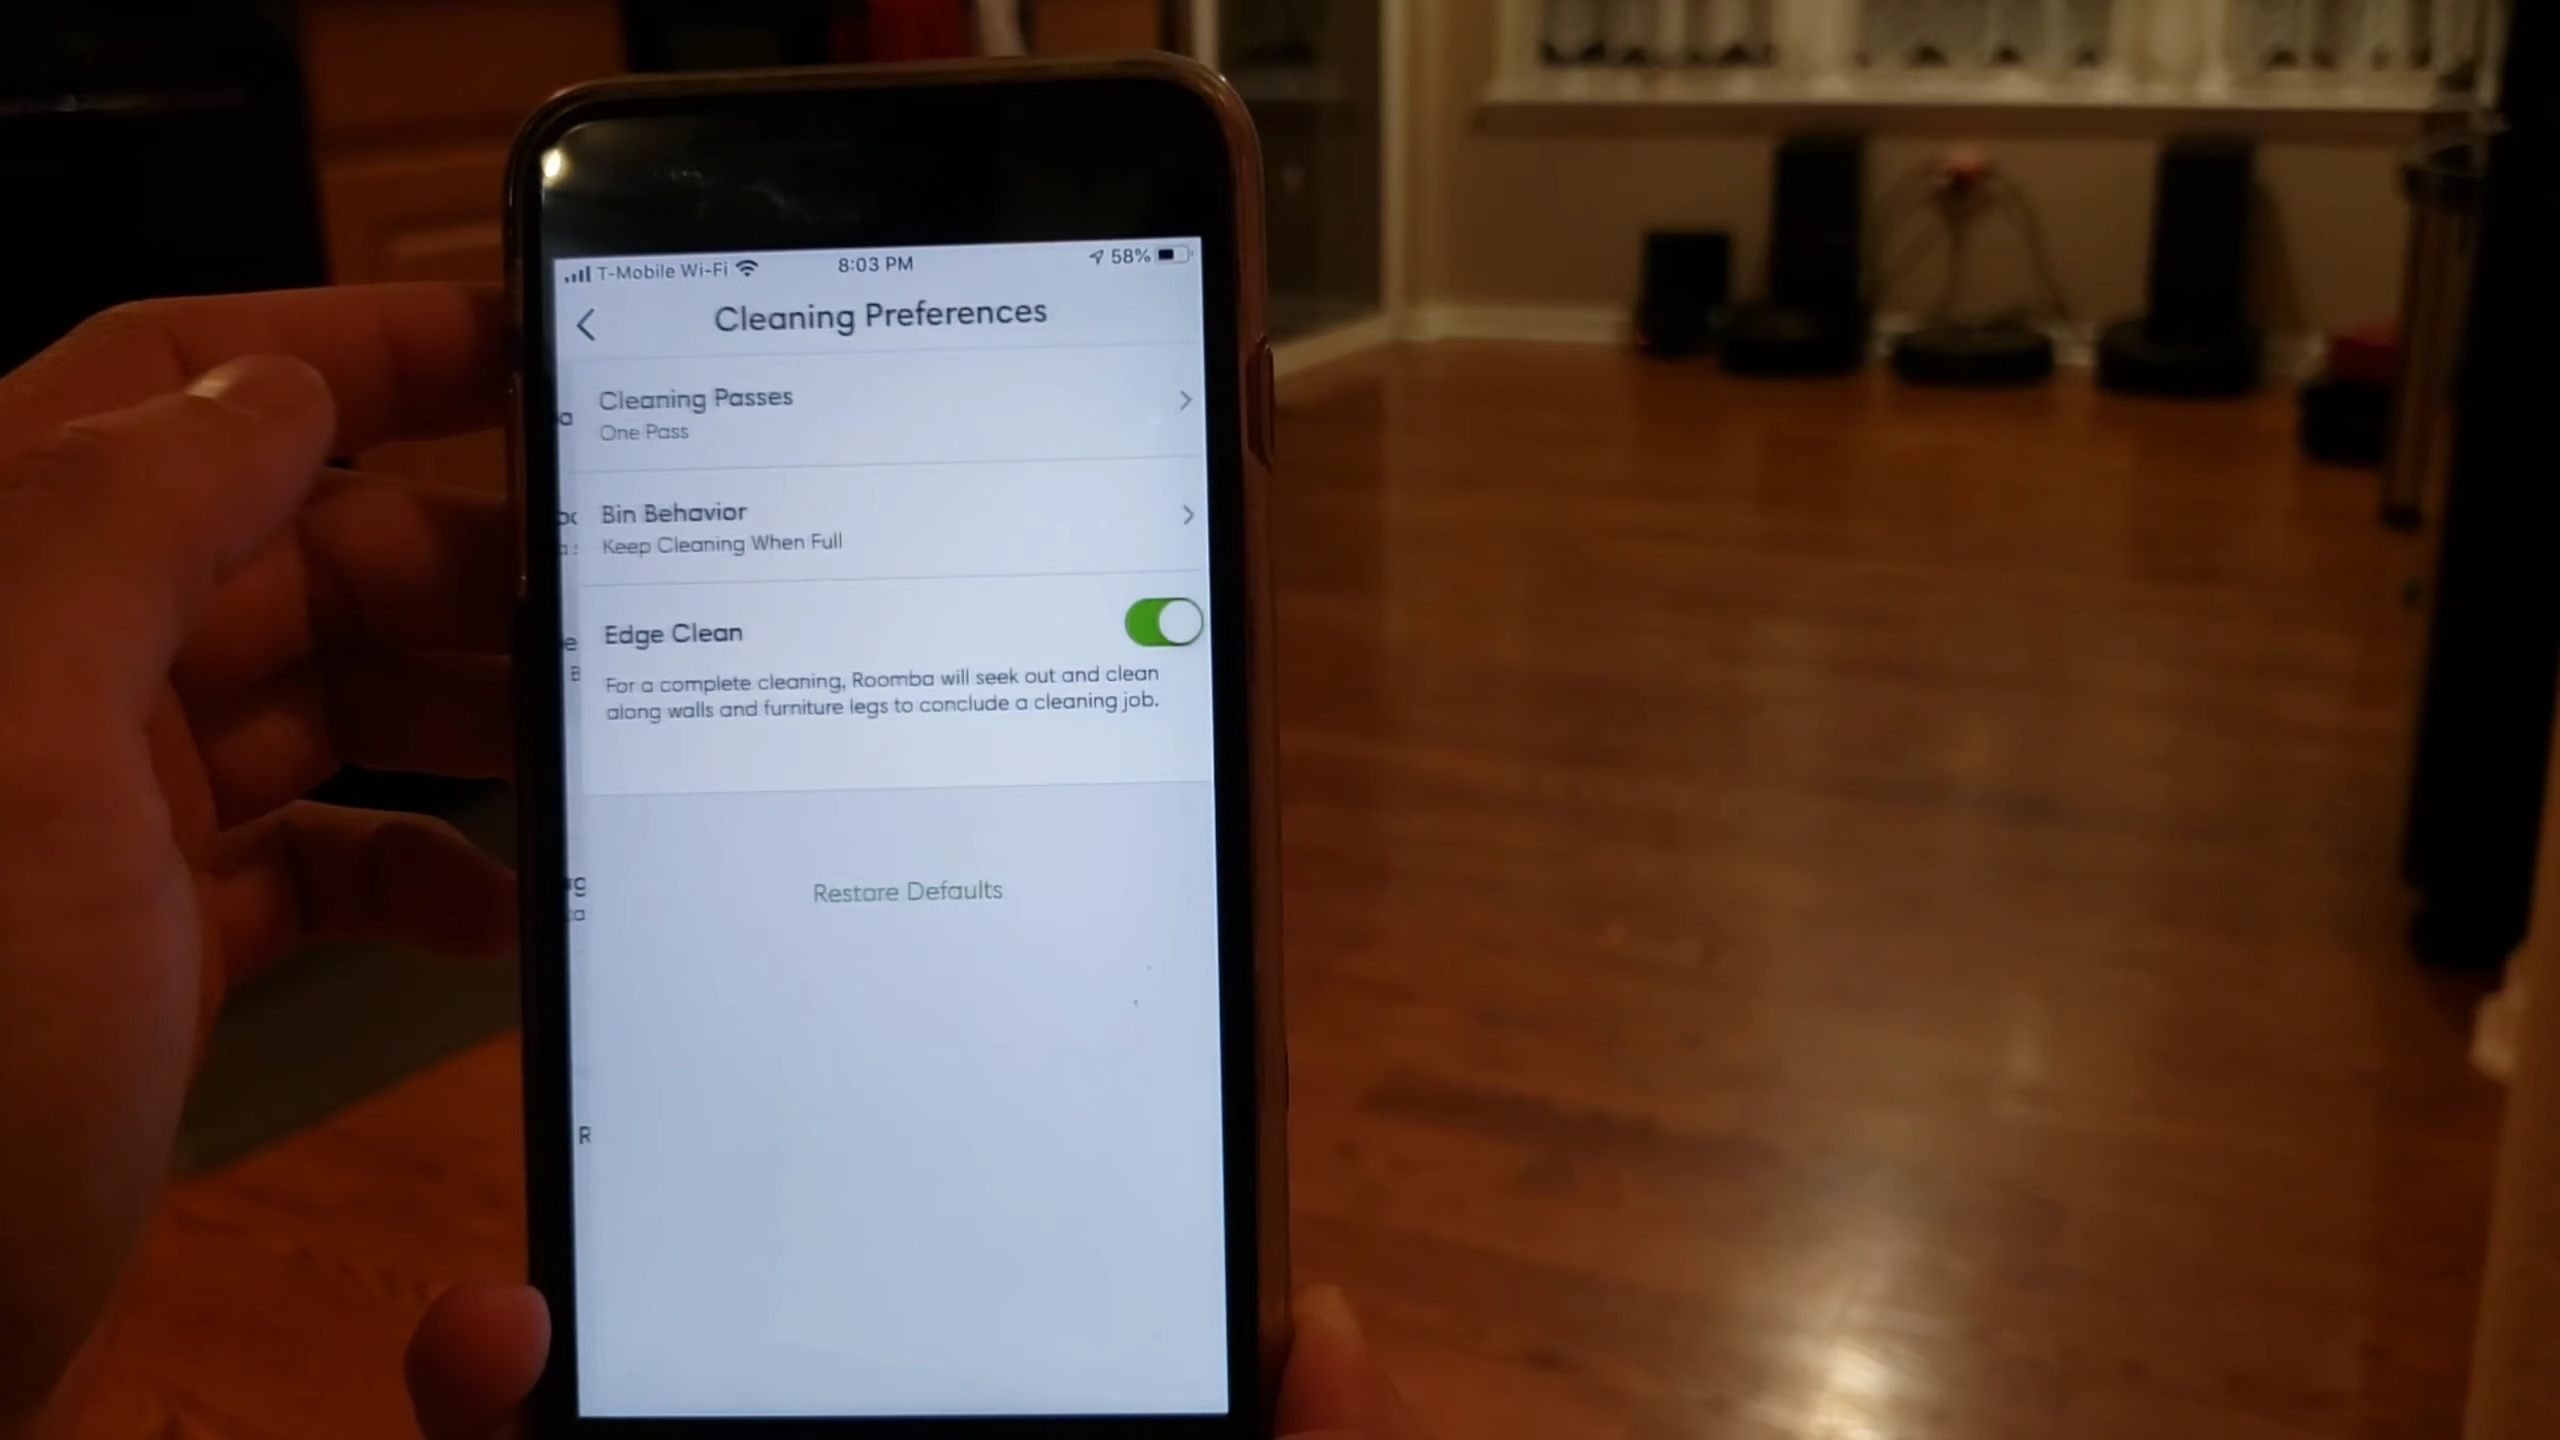 T-Mobile Wi-Fi 8:03 PM 58%
Cleaning Preferences
Cleaning Passes
One Pass
Bin Behavior
Keep Cleaning When Full
Edge Clean
For a complete cleaning, Roomba will seek out and clean
along walls and furniture legs to conclude a cleaning job.
Restore Defaults